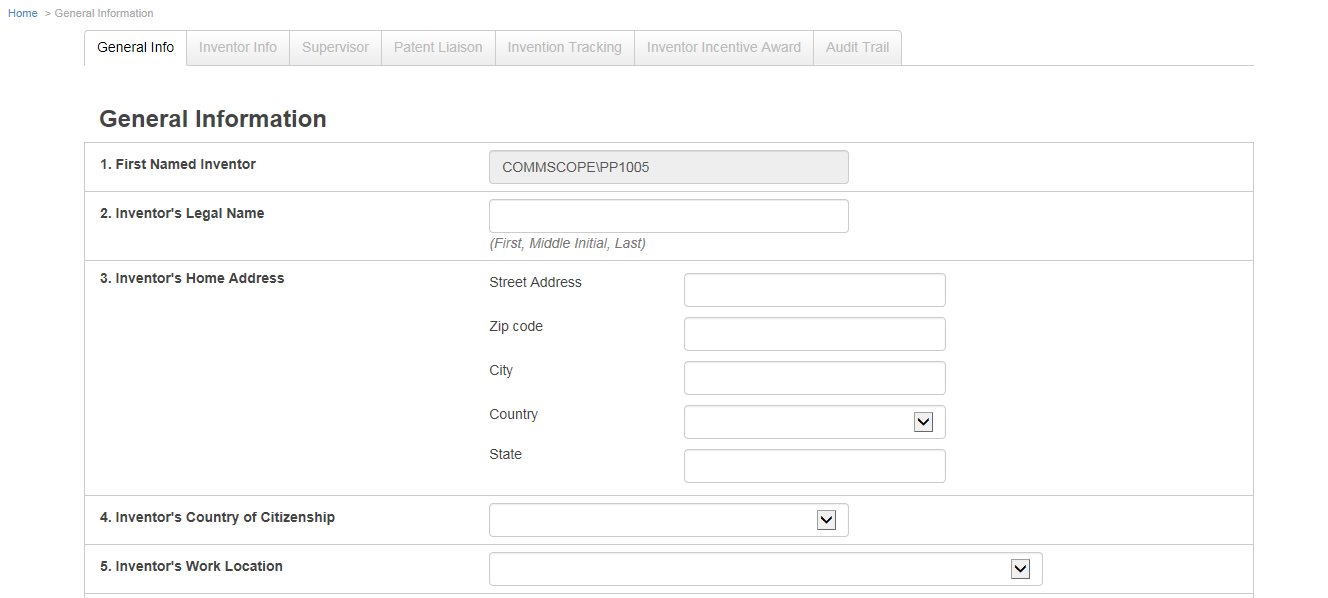 Home > General Information
General Info Inventor Info Supervisor Patent Liaison Invention Tracking Inventor Incentive Award Audit Trail
General Information
1. First Named Inventor COMMSCOPE\PP1005
2. Inventor's Legal Name
(First, Middle Initial, Last)
3. Inventor's Home Address Street Address
Zip code
City
Country
State
4. Inventor's Country of Citizenship
5. Inventor's Work Location